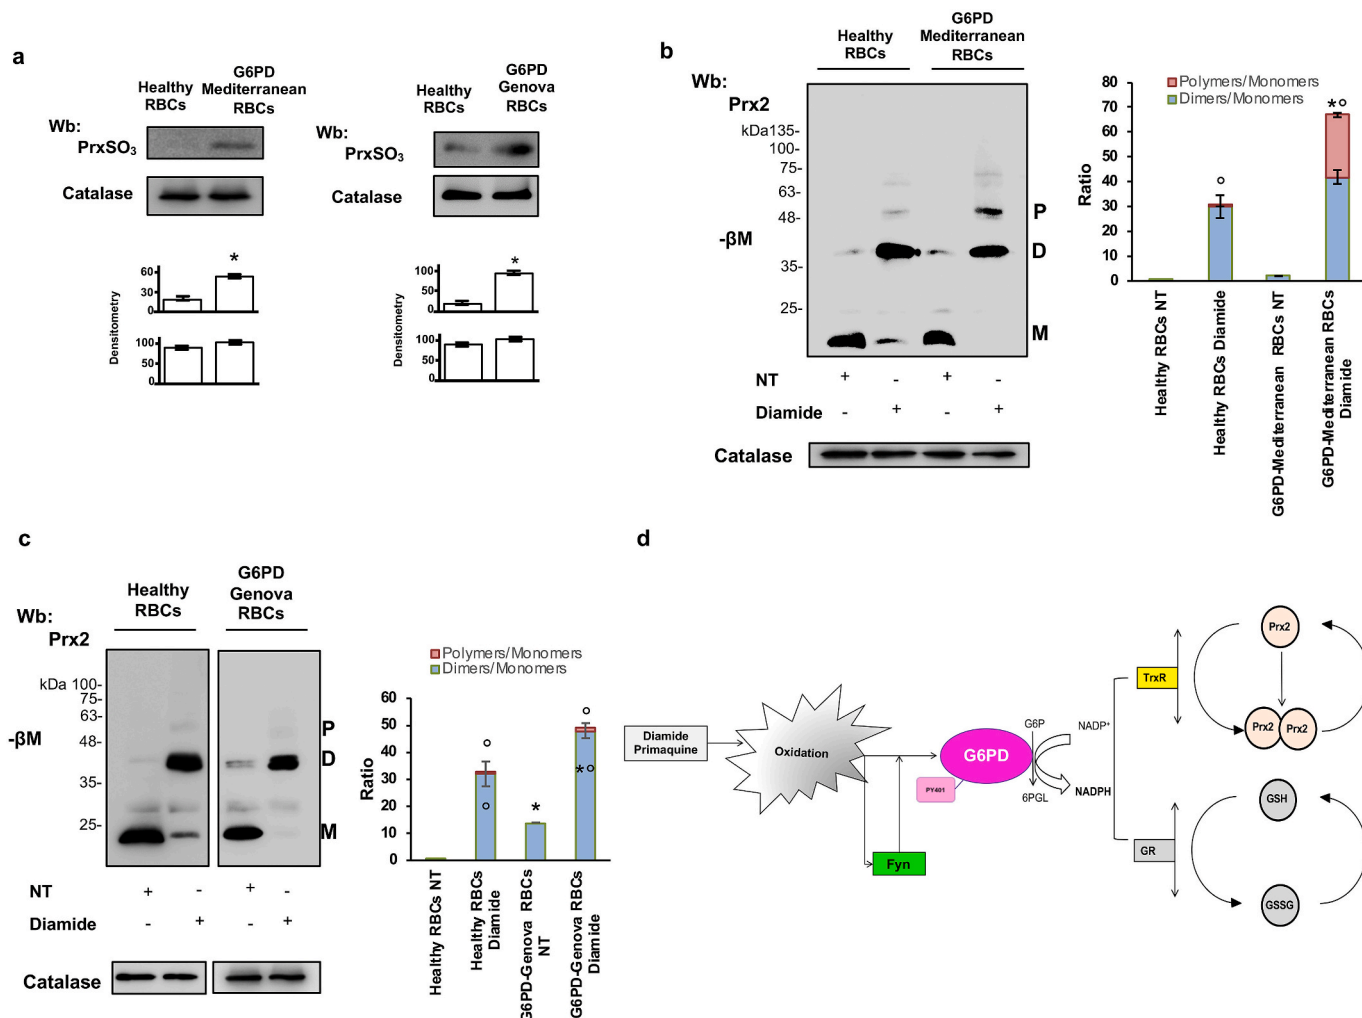 a
Healthy
RBCs
G6PD
Mediterranean
RBCs
Wb:
PrxSO3
Catalase
Densitometry
60
30
0
*
100
50
0
Healthy
RBCs
G6PD
Genova
RBCs
Wb:
PrxSO3
Catalase
Densitometry
100
50
0
*
100
50
0
b
Healthy
RBCs
G6PD
Mediterranean
RBCs
Wb:
Prx2
kDa135-
100-
75-
63-
48-
35-
25-
-βM
P
D
M
NT + - + -
Diamide - + - +
Catalase
Polymers/Monomers
Dimers/Monomers
Ratio
80
70
60
50
40
30
20
10
0
Healthy RBCs NT
Healthy RBCs Diamide
G6PD-Mediterranean RBCs NT
G6PD-Mediterranean RBCs
Diamide
*
c
Healthy
RBCs
G6PD
Genova
RBCs
Wb:
Prx2
kDa 100-
75-
63-
48-
35-
25-
-βM
P
D
M
NT + - + -
Diamide - + - +
Catalase
Polymers/Monomers
Dimers/Monomers
Ratio
60
50
40
30
20
10
0
*
*
Healthy RBCs NT
Healthy RBCs
Diamide
G6PD-Genova RBCs
NT
G6PD-Genova RBCs
Diamide
d
Diamide
Primaquine
Oxidation
Fyn
G6PD
PY401
G6P
6PGL
NADP+
NADPH
TrxR
GR
Prx2
Prx2 Prx2
GSH
GSSG